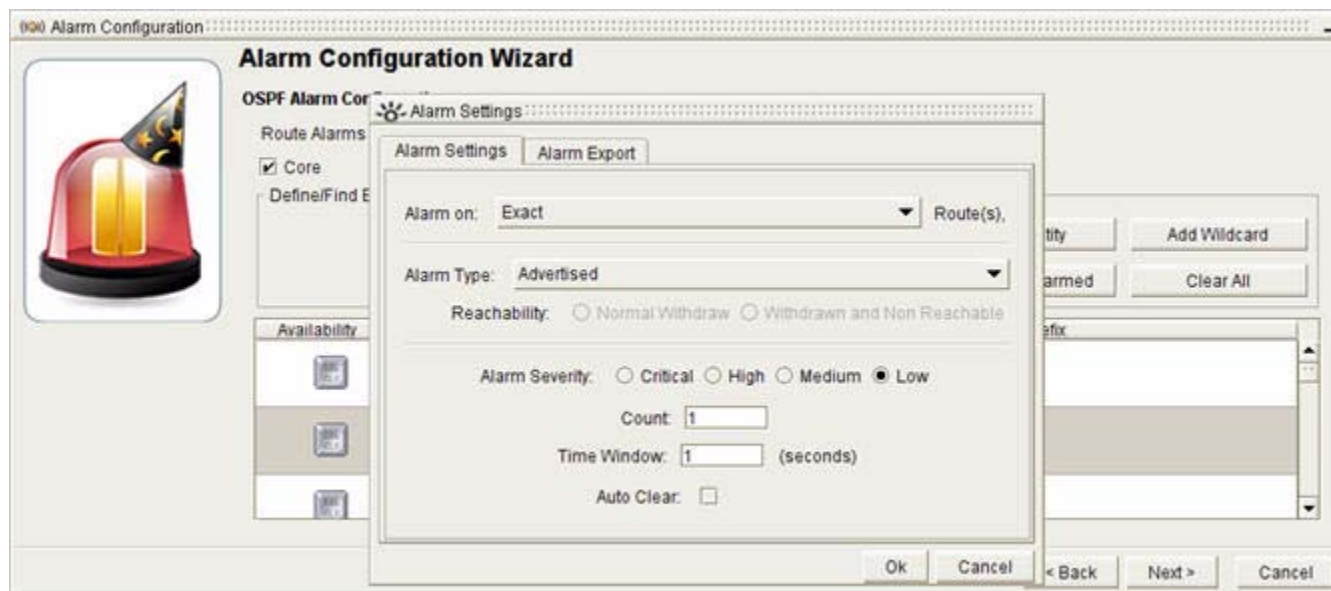 Alarm Configuration
Alarm Configuration Wizard
OSPF Alarm Con
Route Alarms
Core
Define/Find E
tity
Add Wildcard
armed
Clear All
Availability
efix
Alarm Settings
Alarm Settings
Alarm Export
Alarm on: Exact Route(s),
Alarm Type: Advertised
Reachability: Normal Withdraw Withdrawn and Non Reachable
Alarm Severity: Critical High Medium Low
Count: 1
Time Window: 1 (seconds)
Auto Clear:
Ok
Cancel
< Back
Next >
Cancel